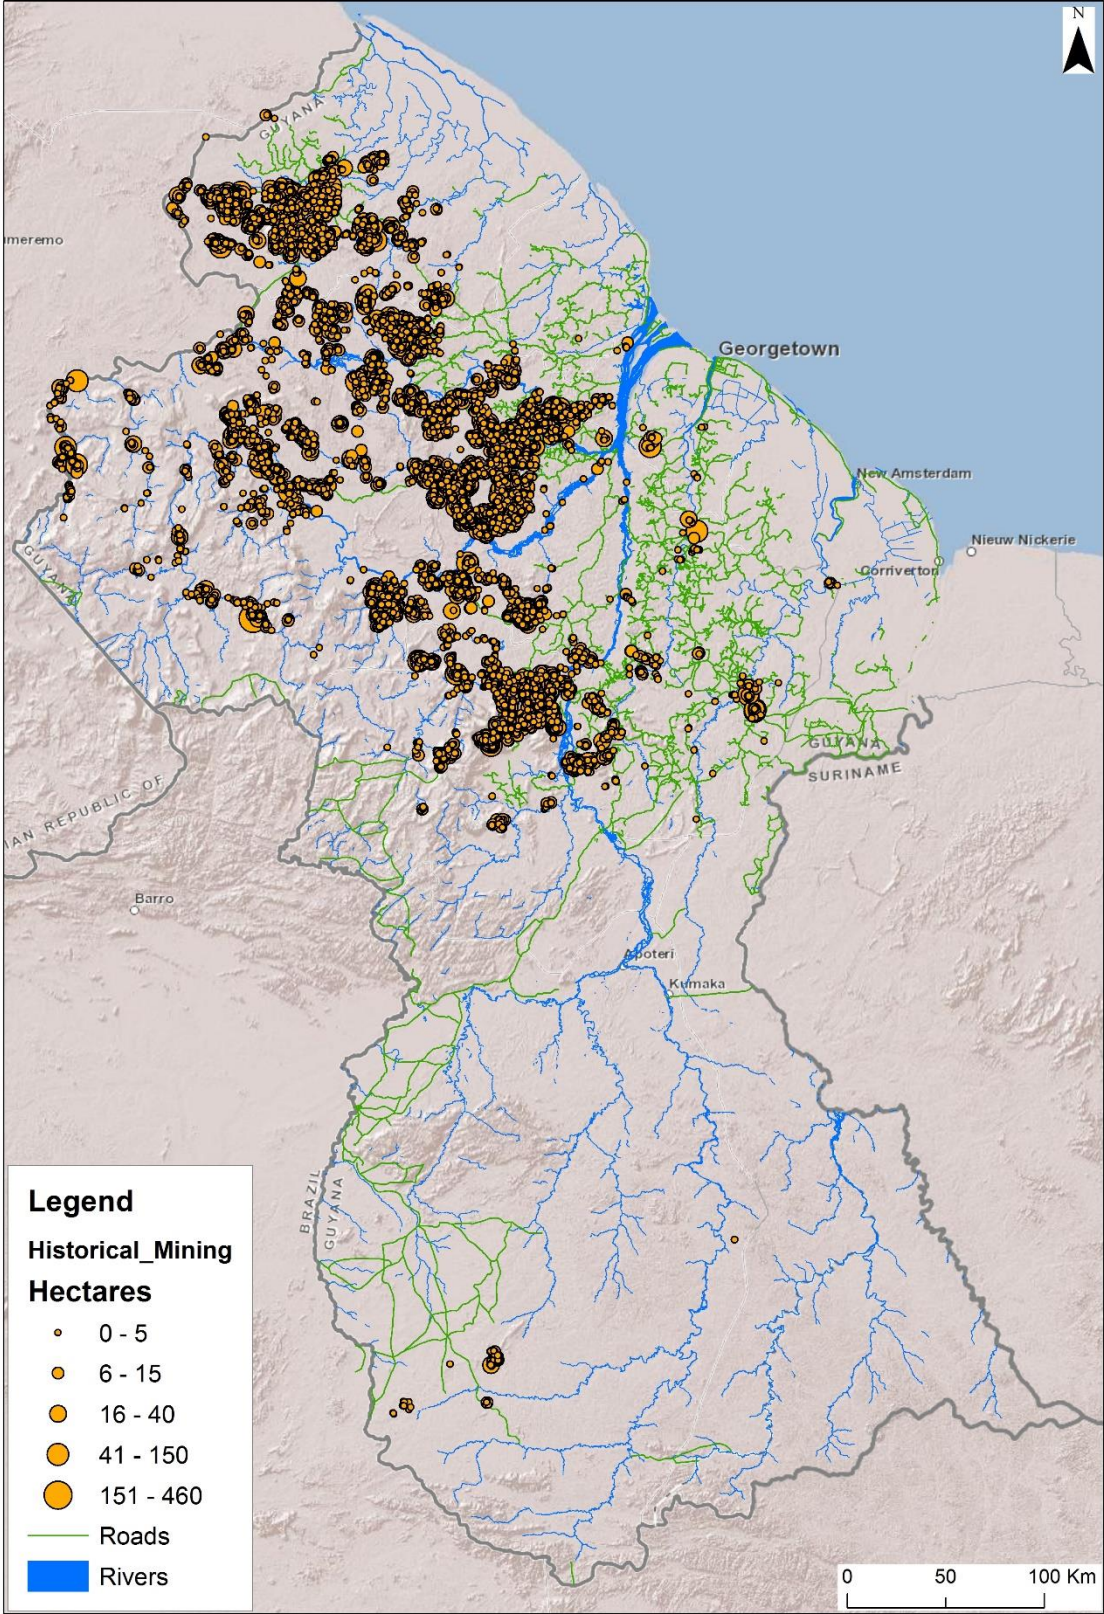 N
GUYANA
meremo
Georgetown
New Amsterdam
Nieuw Nickerie
Corriverton
GUYANA
GUYANA
SURINAME
IAN REPUBLIC OF
Barro
Apoteri
Kumaka
BRAZIL
GUYANA
Legend
Historical_Mining
Hectares
0 - 5
6 - 15
16 - 40
41 - 150
151 - 460
Roads
Rivers
0 50 100 Km